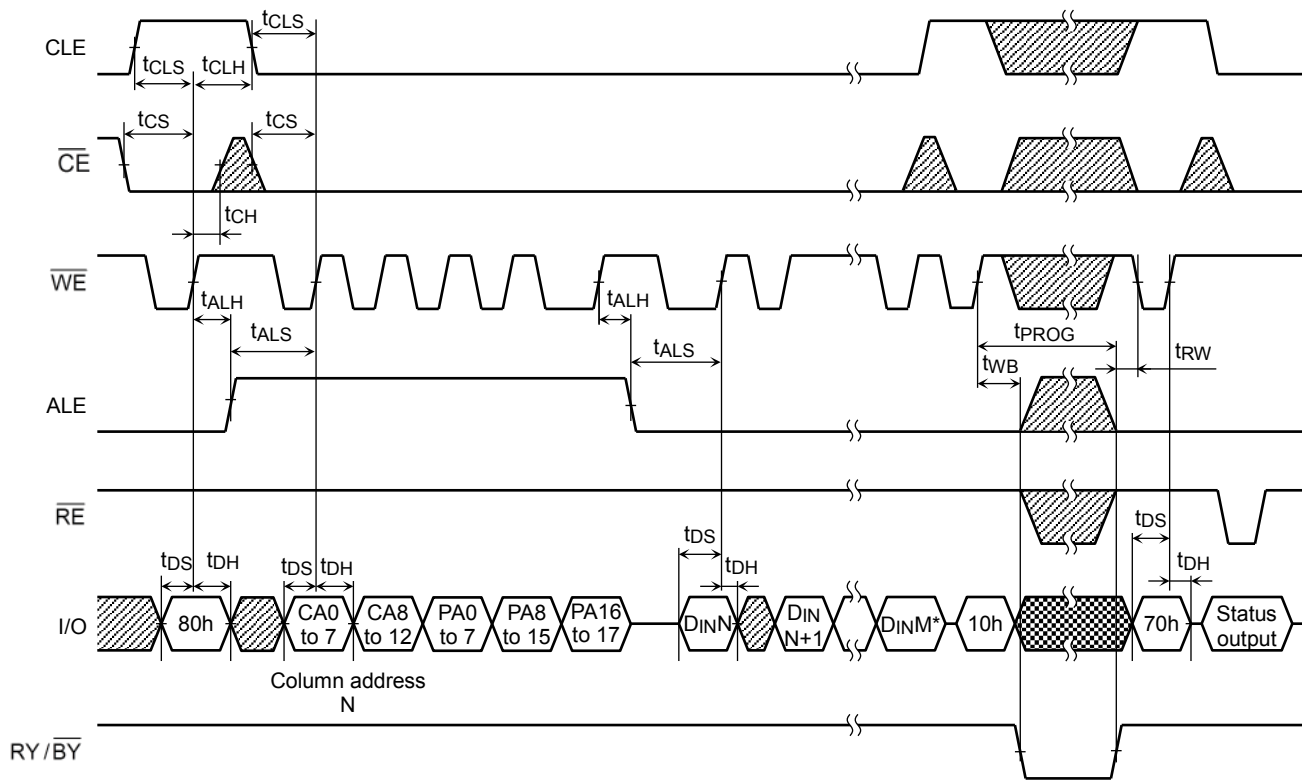 tCLS
CLE
tCLS tCLH
tCS tCS
CE
tCH
WE
tALH tALH
tALS tALS tPROG
tWB tRW
ALE
RE
tDS tDS
tDS tDH tDS tDH tDH tDH
I/O 80h CA0 to 7 CA8 to 12 PA0 to 7 PA8 to 15 PA16 to 17 DINN DIN N+1 DINM* 10h 70h Status output
Column address
N
RY/BY